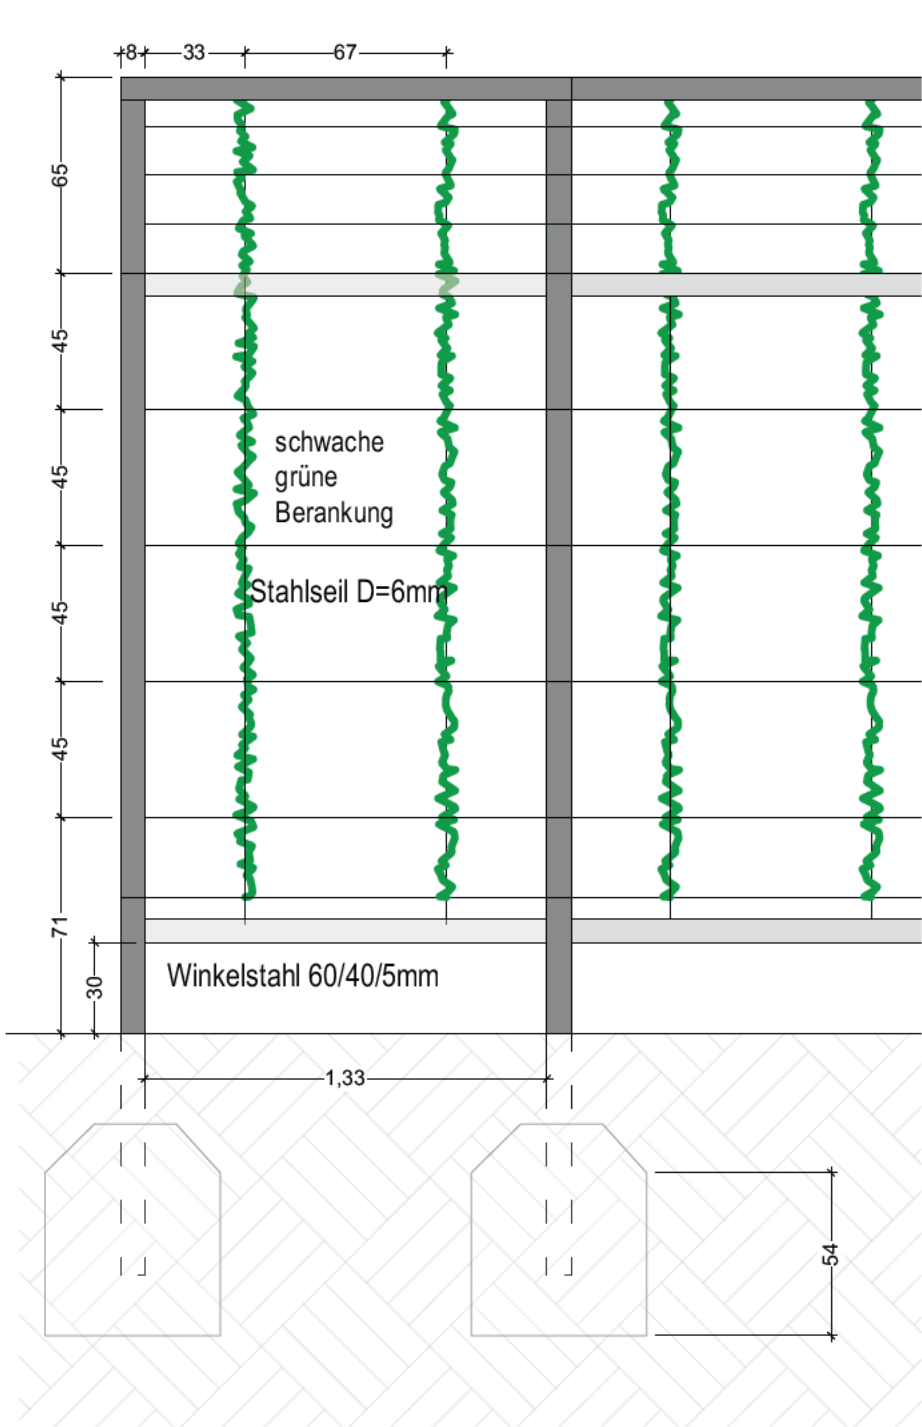 8
33
67
65
45
schwache
grüne
Berankung
45
Stahlseil D=6mm
45
45
71
Winkelstahl 60/40/5mm
30
1,33
54